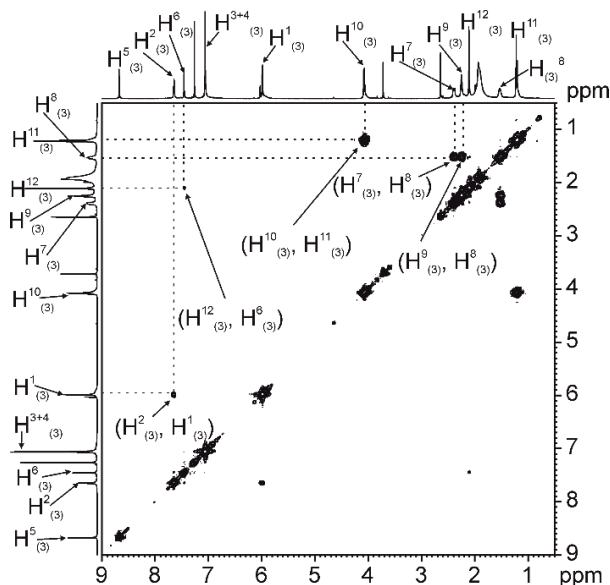 H⁵₍₃₎ H²₍₃₎ H⁶₍₃₎ H³⁺⁴₍₃₎ H¹₍₃₎ H¹⁰₍₃₎ H⁷₍₃₎ H⁹₍₃₎ H¹²₍₃₎ H¹¹₍₃₎ H₍₃₎⁸
ppm
H⁸₍₃₎
H¹¹₍₃₎
H¹²₍₃₎
H⁹₍₃₎
H⁷₍₃₎
H¹⁰₍₃₎
H¹₍₃₎
H³⁺⁴₍₃₎
H⁶₍₃₎
H²₍₃₎
H⁵₍₃₎
(H⁷₍₃₎, H⁸₍₃₎)
(H¹⁰₍₃₎, H¹¹₍₃₎)
(H⁹₍₃₎, H⁸₍₃₎)
(H¹²₍₃₎, H⁶₍₃₎)
(H²₍₃₎, H¹₍₃₎)
1
2
3
4
5
6
7
8
9
9 8 7 6 5 4 3 2 1 ppm